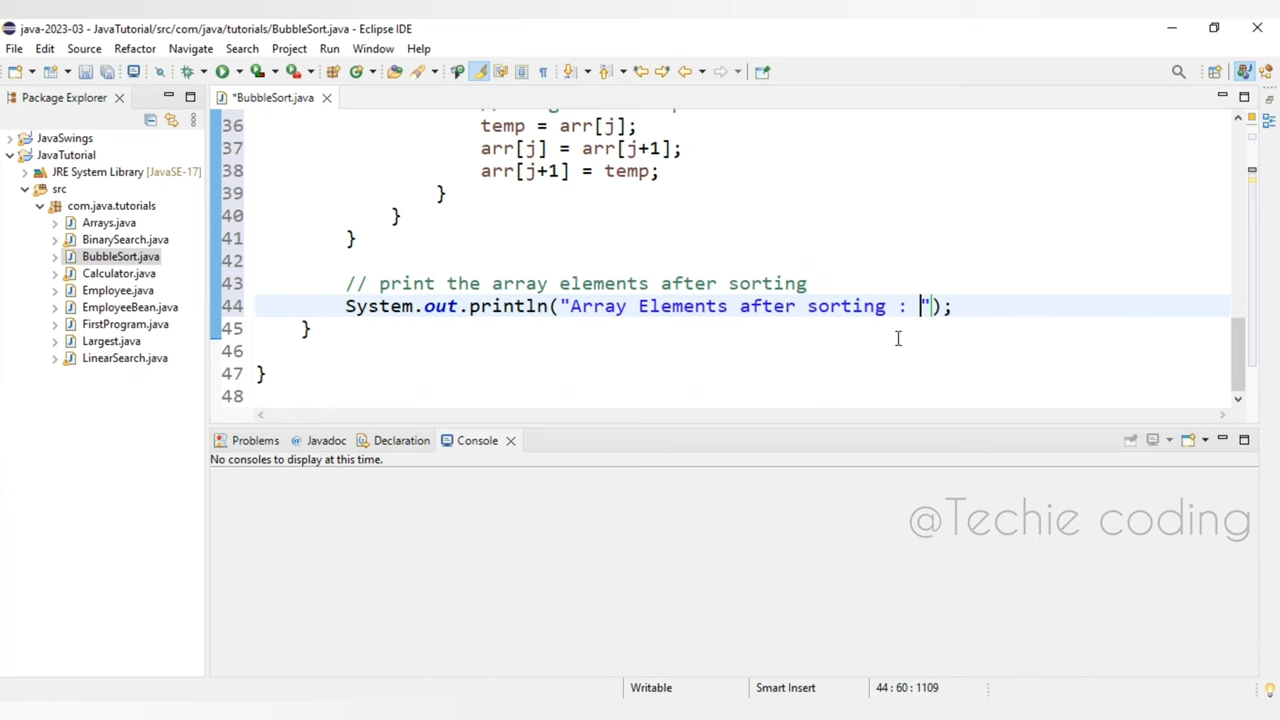 java-2023-03 - JavaTutorial/src/com/java/tutorials/BubbleSort.java - Eclipse IDE
File Edit Source Refactor Navigate Search Project Run Window Help
Package Explorer
*BubbleSort.java
JavaSwings
JavaTutorial
JRE System Library [JavaSE-17]
src
com.java.tutorials
Arrays.java
BinarySearch.java
BubbleSort.java
Calculator.java
Employee.java
EmployeeBean.java
FirstProgram.java
Largest.java
LinearSearch.java
36 temp = arr[j];
37 arr[j] = arr[j+1];
38 arr[j+1] = temp;
39 }
40 }
41 }
42
43 // print the array elements after sorting
44 System.out.println("Array Elements after sorting : ");
45 }
46
47 }
48
Problems @ Javadoc Declaration Console
No consoles to display at this time.
@Techie coding
Writable Smart Insert 44 : 60 : 1109